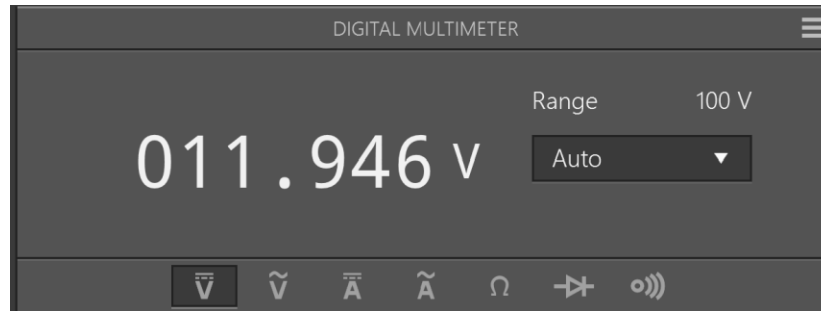 DIGITAL MULTIMETER
Range 100 V
011.946 V
Auto
V V A A Ω